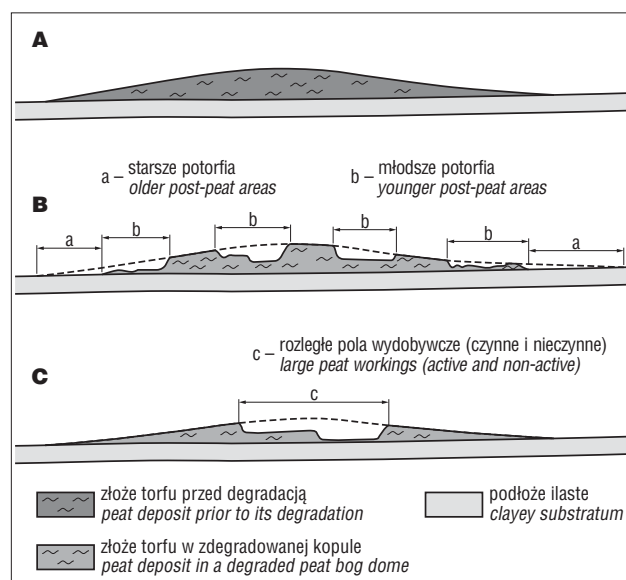 A
a – starsze potorfia
older post-peat areas
b – młodsze potorfia
younger post-peat areas
B
a
b
b
b
b
a
c – rozległe pola wydobywcze (czynne i nieczynne)
large peat workings (active and non-active)
C
c
złoże torfu przed degradacją
peat deposit prior to its degradation
podłoże ilaste
clayey substratum
złoże torfu w zdegradowanej kopule
peat deposit in a degraded peat bog dome